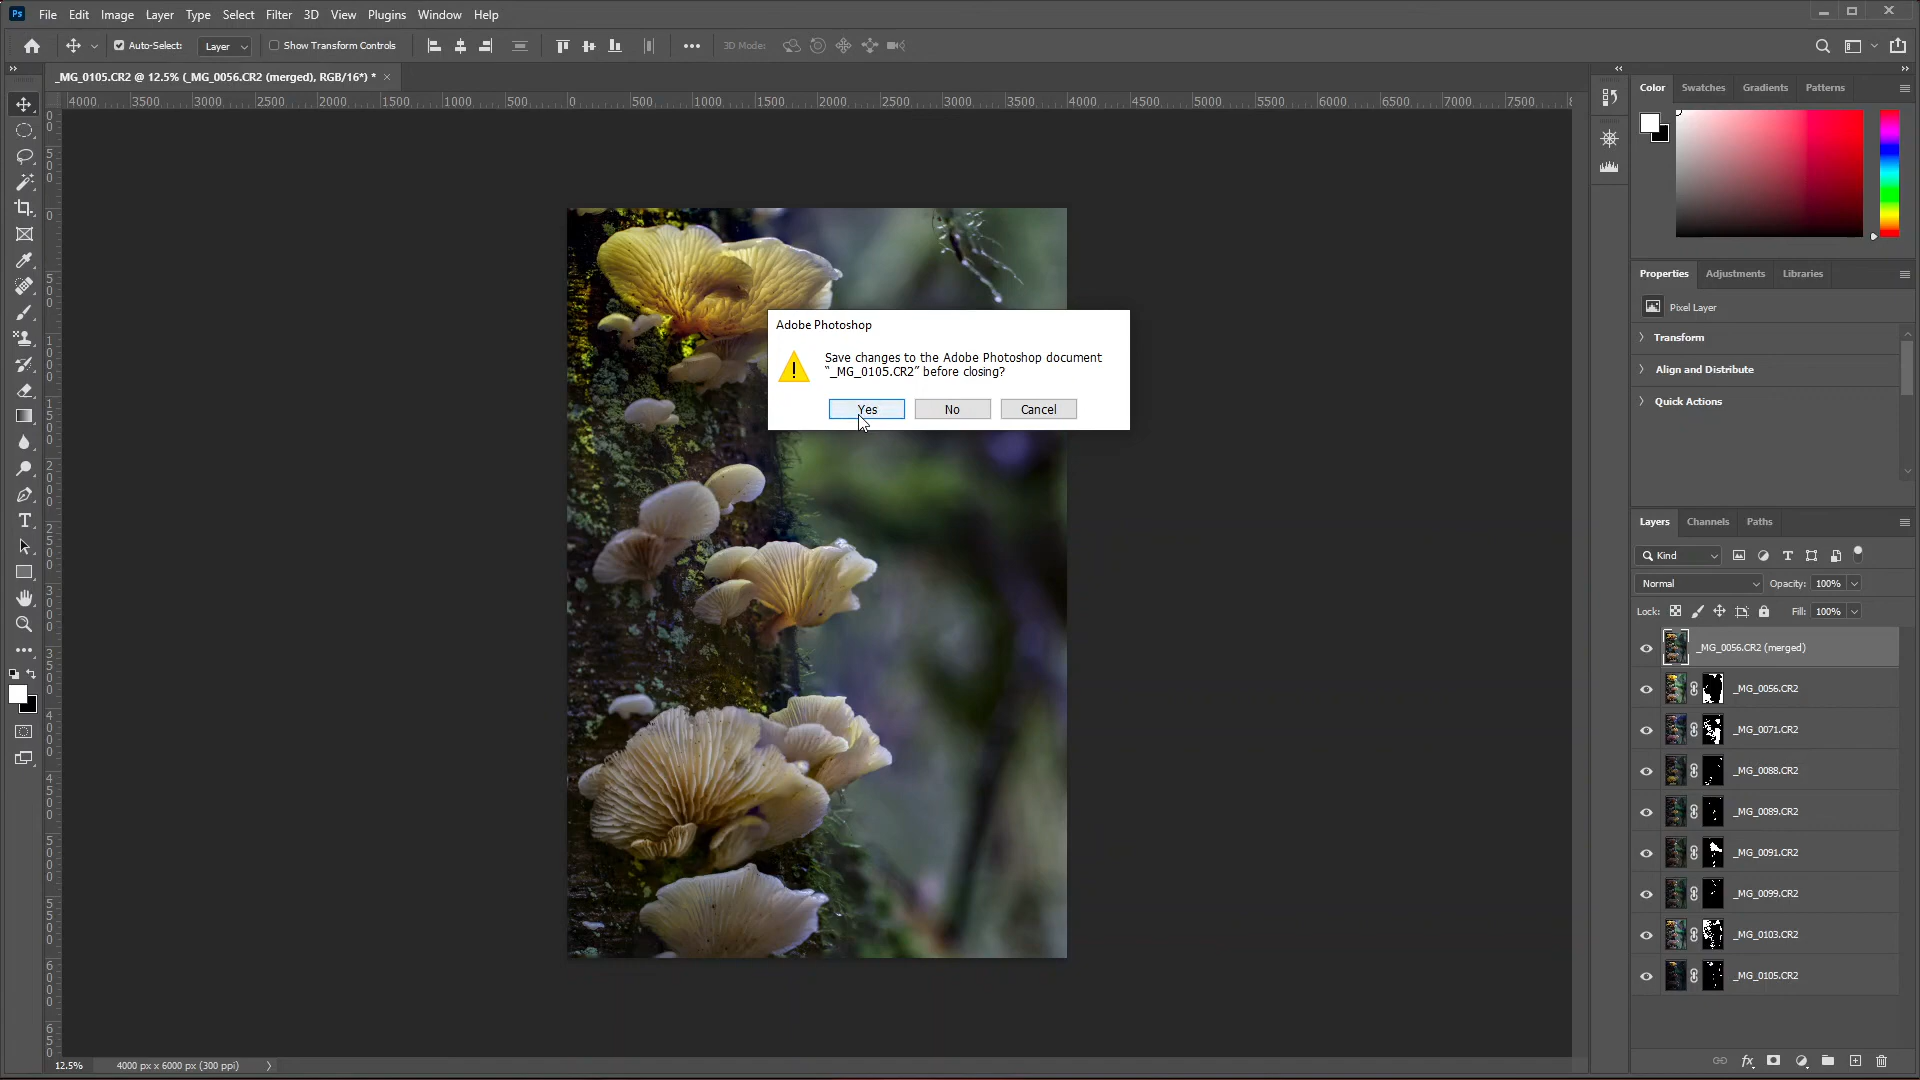 Ps File Edit Image Layer Type Select Filter 3D View Plugins Window Help
Auto-Select: Layer Show Transform Controls 3D Mode:
_MG_0105.CR2 @ 12.5% (_MG_0056.CR2 (merged), RGB/16*) *
4000 3500 3000 2500 2000 1500 1000 500 0 500 1000 1500 2000 2500 3000 3500 4000 4500 5000 5500 6000 6500 7000 7500
Color Swatches Gradients Patterns
Properties Adjustments Libraries
Pixel Layer
Transform
Align and Distribute
Quick Actions
Adobe Photoshop
Save changes to the Adobe Photoshop document
“_MG_0105.CR2” before closing?
Yes No Cancel
Layers Channels Paths
Kind
Normal Opacity: 100%
Lock: Fill: 100%
_MG_0056.CR2 (merged)
_MG_0056.CR2
_MG_0071.CR2
_MG_0088.CR2
_MG_0089.CR2
_MG_0091.CR2
_MG_0099.CR2
_MG_0103.CR2
_MG_0105.CR2
12.5% 4000 px x 6000 px (300 ppi)